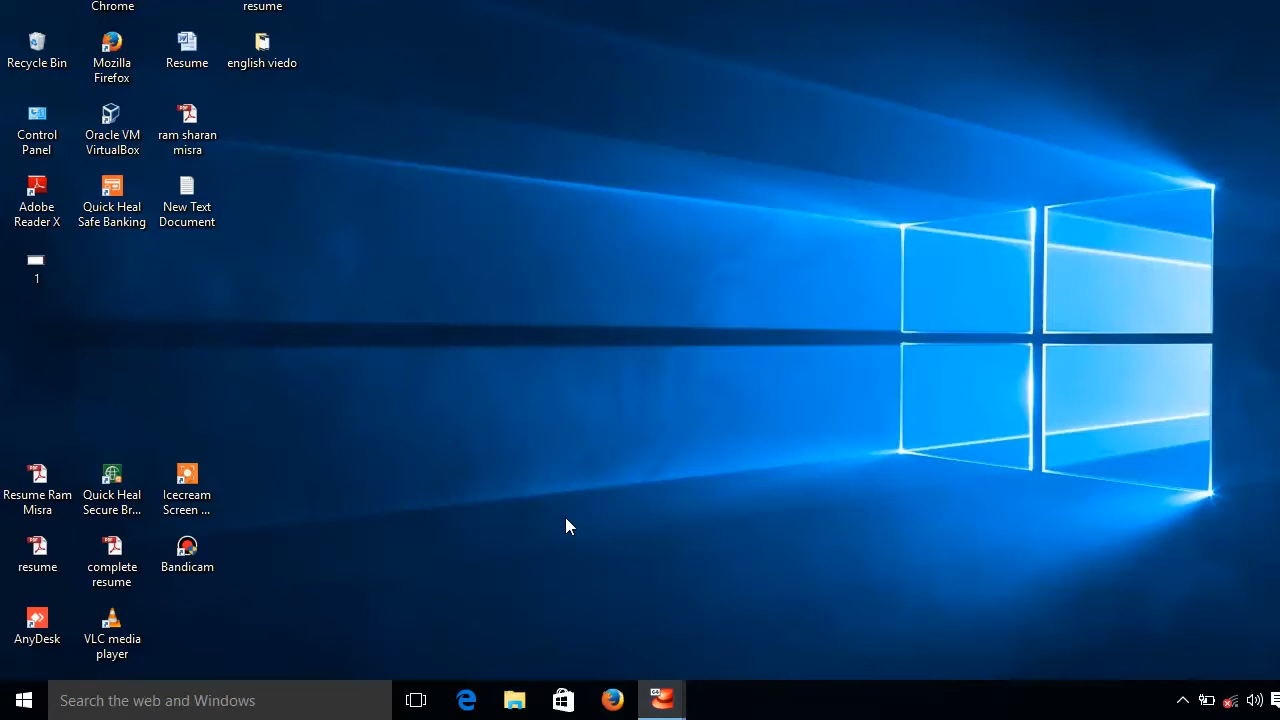 Chrome
resume
Recycle Bin
Mozilla
Firefox
Resume
english viedo
Control
Panel
Oracle VM
VirtualBox
ram sharan
misra
Adobe
Reader X
Quick Heal
Safe Banking
New Text
Document
1
Resume Ram
Misra
Quick Heal
Secure Br...
Icecream
Screen ...
resume
complete
resume
Bandicam
AnyDesk
VLC media
player
Search the web and Windows